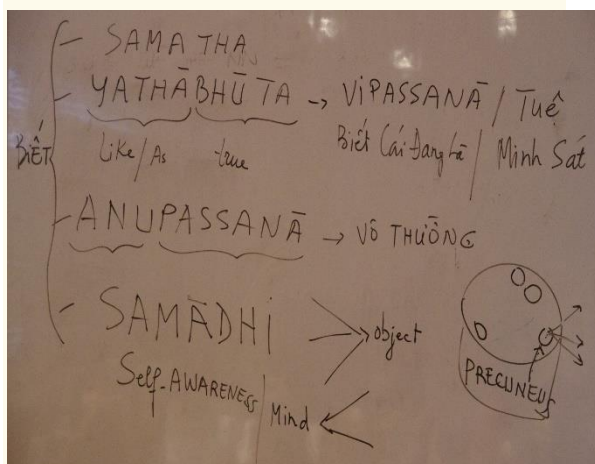 SAMATHA
YATHĀBHŪTA → VIPASSANĀ / Tuệ
BIẾT
Like/As true
Biết Cái Đang Là / Minh Sát
ANUPASSANĀ → VÔ THƯỜNG
SAMĀDHI
object
PRECUNEUS
Self-AWARENESS
Mind